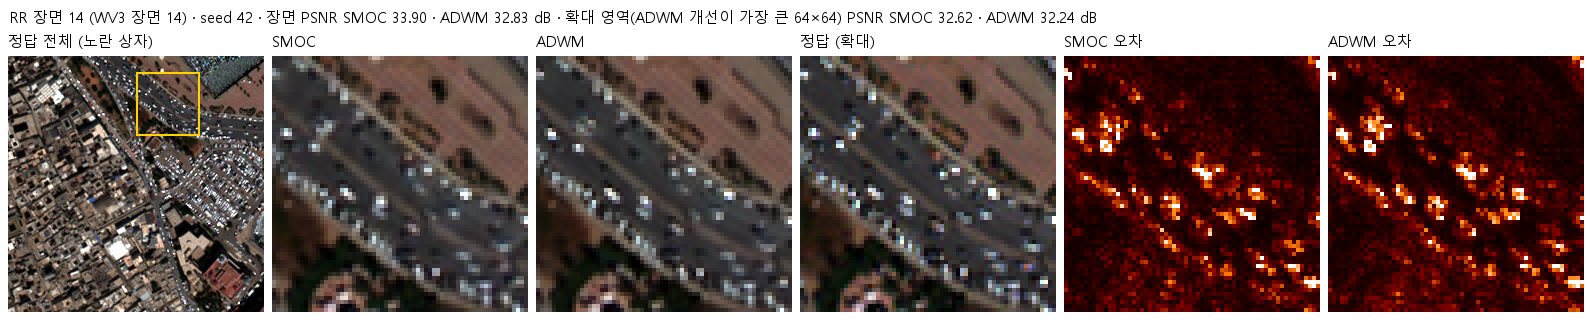 RR 장면 14 (WV3 장면 14) · seed 42 · 장면 PSNR SMOC 33.90 · ADWM 32.83 dB · 확대 영역(ADWM 개선이 가장 큰 64×64) PSNR SMOC 32.62 · ADWM 32.24 dB
정답 전체 (노란 상자)
SMOC
ADWM
정답 (확대)
SMOC 오차
ADWM 오차